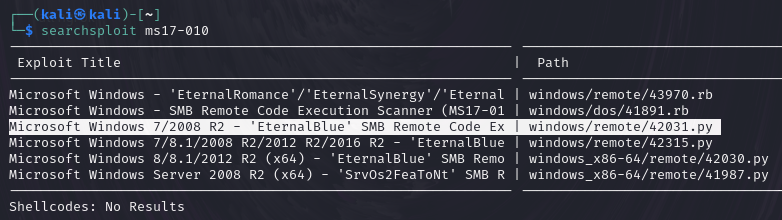 ┌──(kali㉿kali)-[~]
└─$ searchsploit ms17-010
Exploit Title | Path
Microsoft Windows - 'EternalRomance'/'EternalSynergy'/'Eternal | windows/remote/43970.rb
Microsoft Windows - SMB Remote Code Execution Scanner (MS17-01 | windows/dos/41891.rb
Microsoft Windows 7/2008 R2 - 'EternalBlue' SMB Remote Code Ex | windows/remote/42031.py
Microsoft Windows 7/8.1/2008 R2/2012 R2/2016 R2 - 'EternalBlue | windows/remote/42315.py
Microsoft Windows 8/8.1/2012 R2 (x64) - 'EternalBlue' SMB Remo | windows_x86-64/remote/42030.py
Microsoft Windows Server 2008 R2 (x64) - 'SrvOs2FeaToNt' SMB R | windows_x86-64/remote/41987.py
Shellcodes: No Results